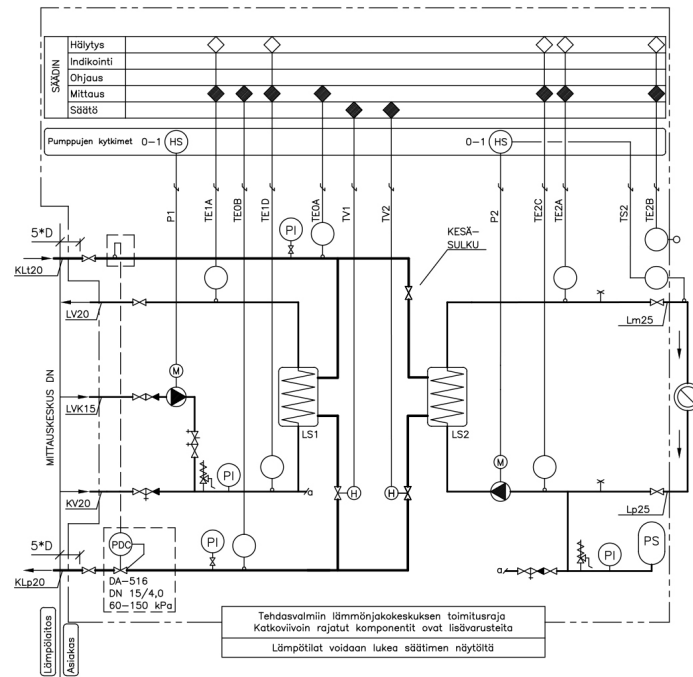 SÄÄDIN
Hälytys
Indikointi
Ohjaus
Mittaus
Säätö
Pumppujen kytkimet 0-1 HS
0-1 HS
P1
TE1A
TE0B
TE1D
TE0A
TV1
TV2
P2
TE2C
TE2A
TS2
TE2B
5*D
PI
KESÄ-
SULKU
KLt20
LV20
Lm25
M
LVK15
MITTAUSKESKUS DN
LS1
LS2
M
PI
H
H
KV20
a
Lp25
5*D
PDC
PI
PS
PI
a
KLp20
DA-516
DN 15/4,0
60-150 kPa
Lämpölaitos
Asiakas
Tehdasvalmiin lämmönjakokeskuksen toimitusraja
Katkoviivoin rajatut komponentit ovat lisävarusteita
Lämpötilat voidaan lukea säätimen näytöltä